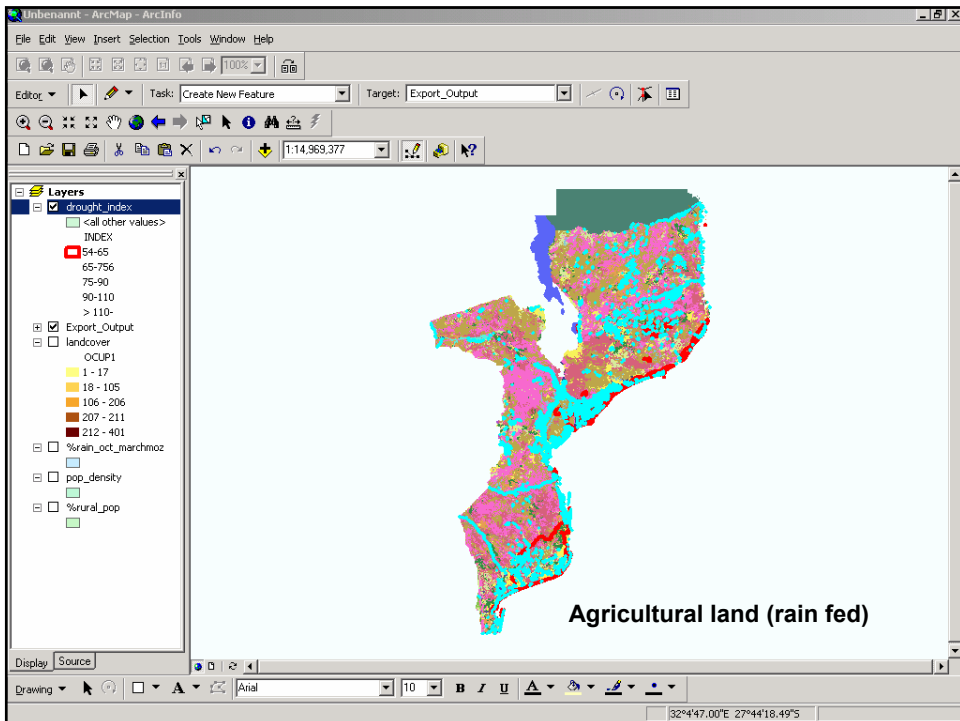 Unbenannt - ArcMap - ArcInfo
File Edit View Insert Selection Tools Window Help
100%
Editor Task: Create New Feature Target: Export_Output
1:14,969,377
Layers
drought_index
<all other values>
INDEX
54-65
65-756
75-90
90-110
> 110-
Export_Output
landcover
OCUP1
1 - 17
18 - 105
106 - 206
207 - 211
212 - 401
%rain_oct_marchmoz
pop_density
%rural_pop
Agricultural land (rain fed)
Display Source
Drawing A Arial 10 B I U A
32°4'47.00"E 27°44'18.49"S